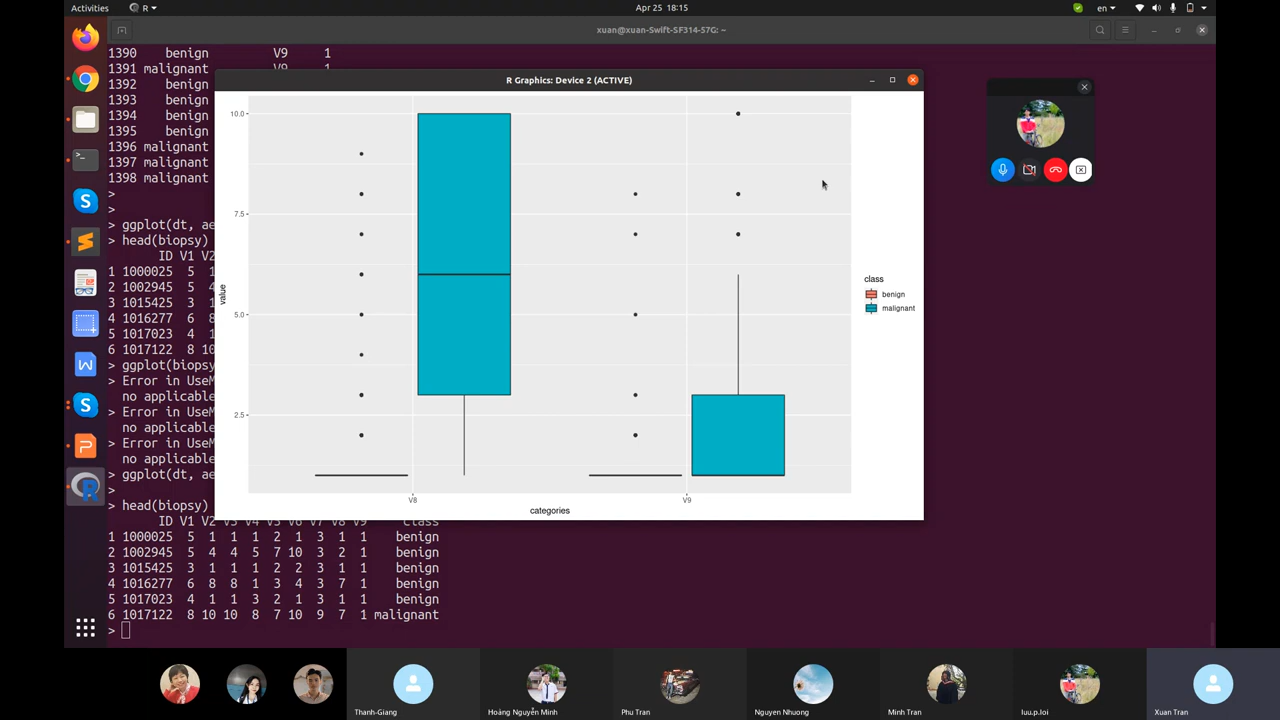 Activities
R
Apr 25 18:15
en
xuan@xuan-Swift-SF314-57G: ~
1390 benign V9 1
1391 malignant V9 1
1392 benign
1393 benign
1394 benign
1395 benign
1396 malignant
1397 malignant
1398 malignant
>
>
> ggplot(dt, ae
> head(biopsy)
ID V1 V2
1 1000025 5 1
2 1002945 5 4
3 1015425 3 1
4 1016277 6 8
5 1017023 4 1
6 1017122 8 10
> ggplot(biopsy
> Error in UseM
no applicable
> Error in UseM
no applicable
> Error in UseM
no applicable
> ggplot(dt, ae
>
> head(biopsy)
ID V1 V2 V3 V4 V5 V6 V7 V8 V9 class
1 1000025 5 1 1 1 2 1 3 1 1 benign
2 1002945 5 4 4 5 7 10 3 2 1 benign
3 1015425 3 1 1 1 2 2 3 1 1 benign
4 1016277 6 8 8 1 3 4 3 7 1 benign
5 1017023 4 1 1 3 2 1 3 1 1 benign
6 1017122 8 10 10 8 7 10 9 7 1 malignant
>
R Graphics: Device 2 (ACTIVE)
10.0
7.5
5.0
2.5
value
V8
V9
categories
class
benign
malignant
Thanh-Giang
Hoàng Nguyễn Minh
Phu Tran
Nguyen Nhuong
Minh Tran
luu.p.loi
Xuan Tran